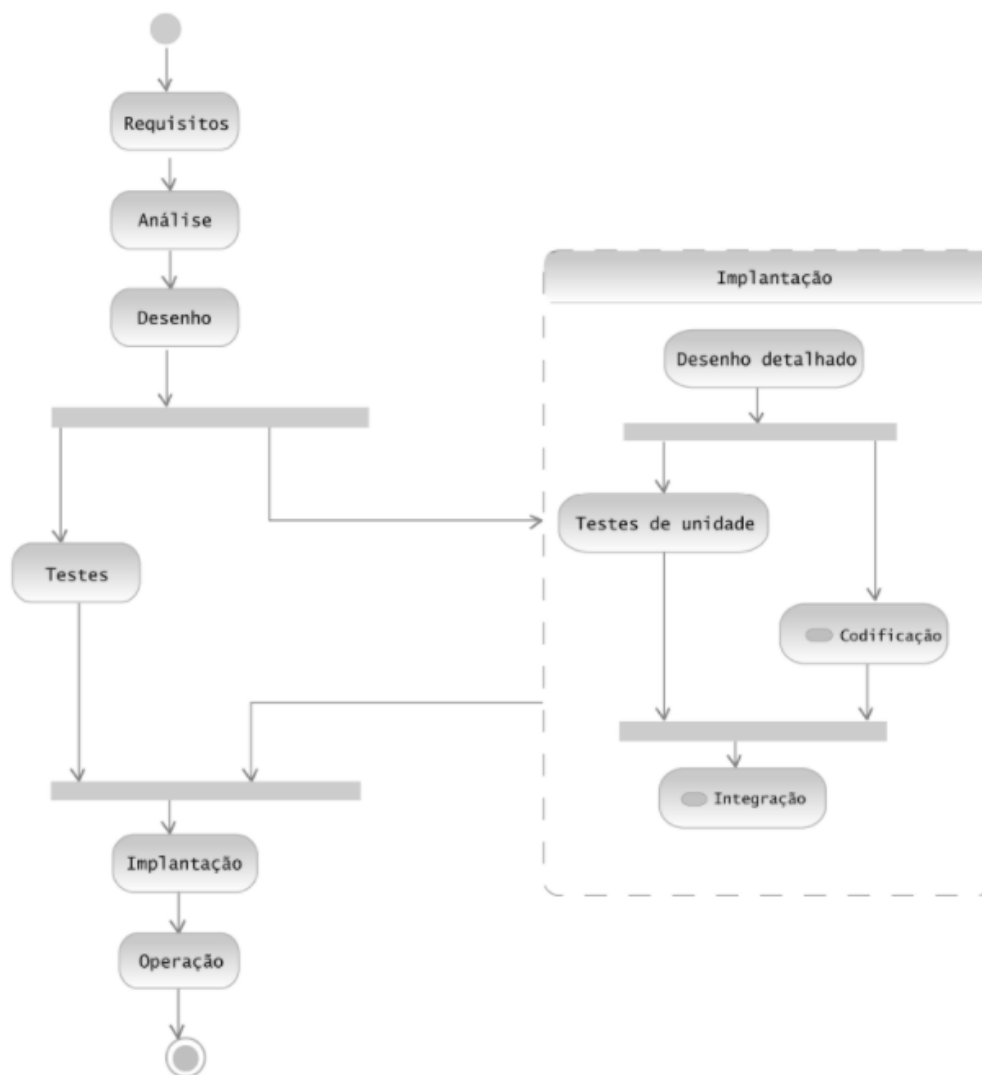 Requisitos
Análise
Desenho
Testes
Implantação
Desenho detalhado
Testes de unidade
Codificação
Integração
Implantação
Operação